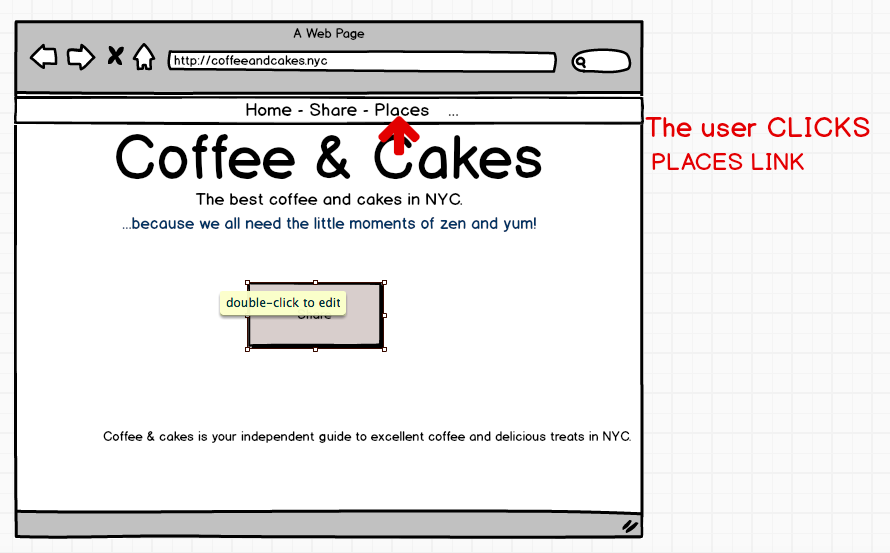 A Web Page
http://coffeeandcakes.nyc
Home - Share - Places ...
The user CLICKS
PLACES LINK
Coffee & Cakes
The best coffee and cakes in NYC.
...because we all need the little moments of zen and yum!
double-click to edit
Share
Coffee & cakes is your independent guide to excellent coffee and delicious treats in NYC.